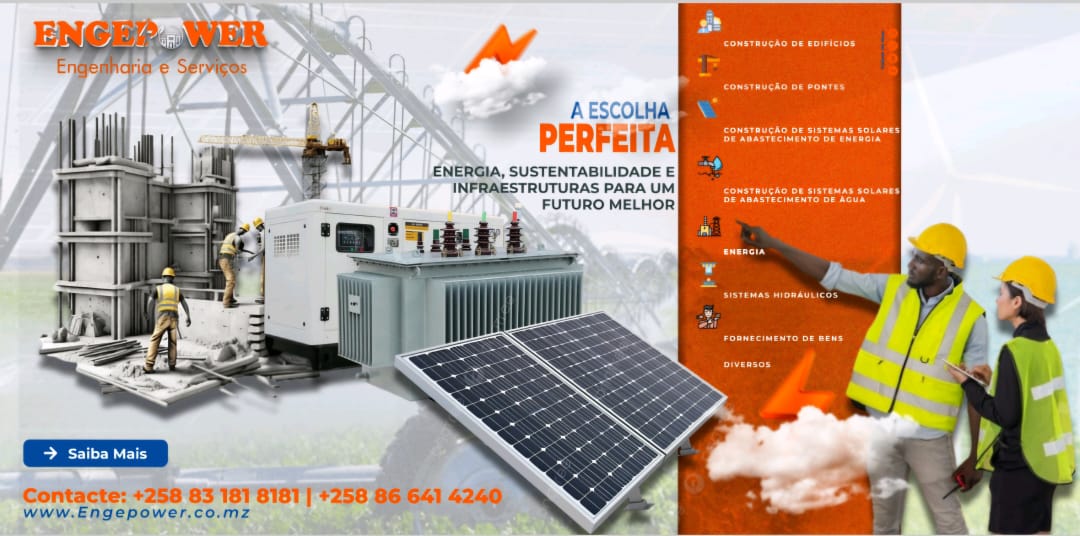 ENGEPOWER
Engenharia e Serviços
A ESCOLHA
PERFEITA
ENERGIA, SUSTENTABILIDADE E
INFRAESTRUTURAS PARA UM
FUTURO MELHOR
CONSTRUÇÃO DE EDIFÍCIOS
CONSTRUÇÃO DE PONTES
CONSTRUÇÃO DE SISTEMAS SOLARES
DE ABASTECIMENTO DE ENERGIA
CONSTRUÇÃO DE SISTEMAS SOLARES
DE ABASTECIMENTO DE ÁGUA
ENERGIA
SISTEMAS HIDRÁULICOS
FORNECIMENTO DE BENS
DIVERSOS
→ Saiba Mais
Contacte: +258 83 181 8181 | +258 86 641 4240
www.Engepower.co.mz